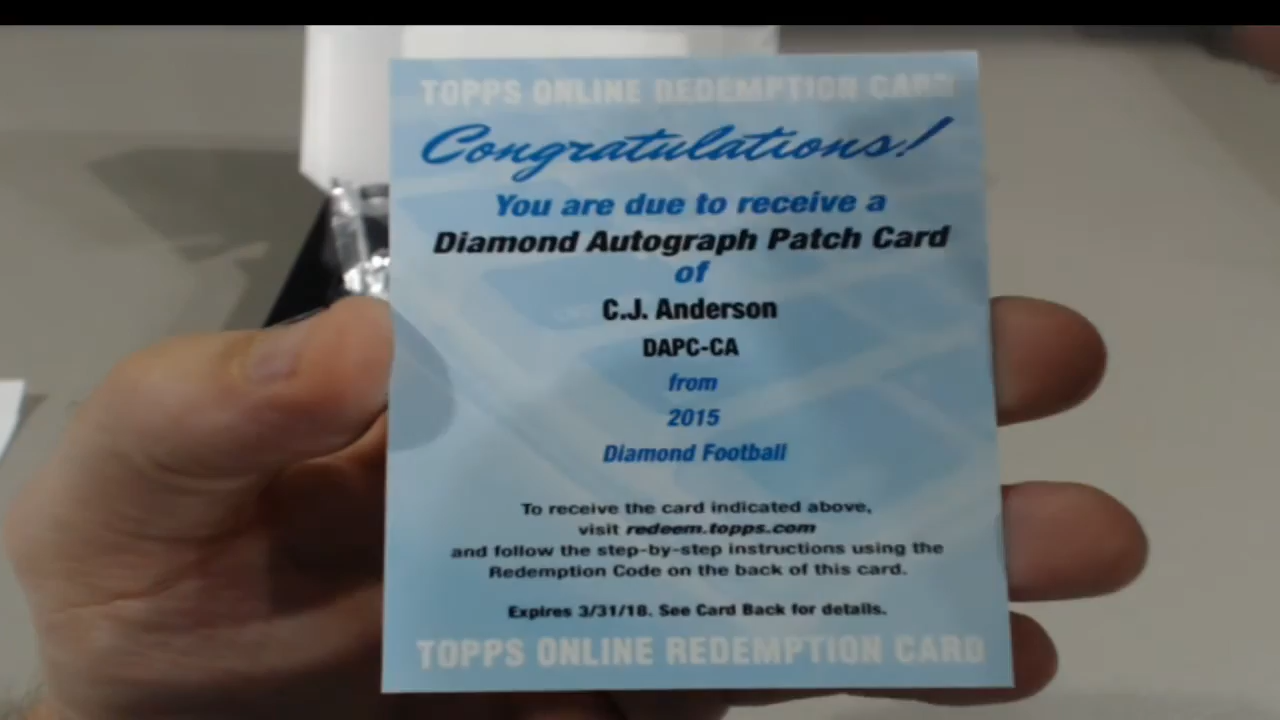 TOPPS ONLINE REDEMPTION CARD
Congratulations!
You are due to receive a
Diamond Autograph Patch Card
of
C.J. Anderson
DAPC-CA
from
2015
Diamond Football
To receive the card indicated above,
visit redeem.topps.com
and follow the step-by-step instructions using the
Redemption Code on the back of this card.
Expires 3/31/18. See Card Back for details.
TOPPS ONLINE REDEMPTION CARD